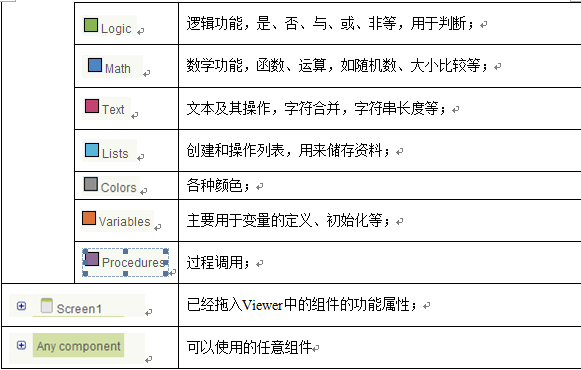 Logic 逻辑功能，是、否、与、或、非等，用于判断；
Math 数学功能，函数、运算，如随机数、大小比较等；
Text 文本及其操作，字符合并，字符串长度等；
Lists 创建和操作列表，用来储存资料；
Colors 各种颜色；
Variables 主要用于变量的定义、初始化等；
Procedures 过程调用；
Screen1 已经拖入Viewer中的组件的功能属性；
Any component 可以使用的任意组件